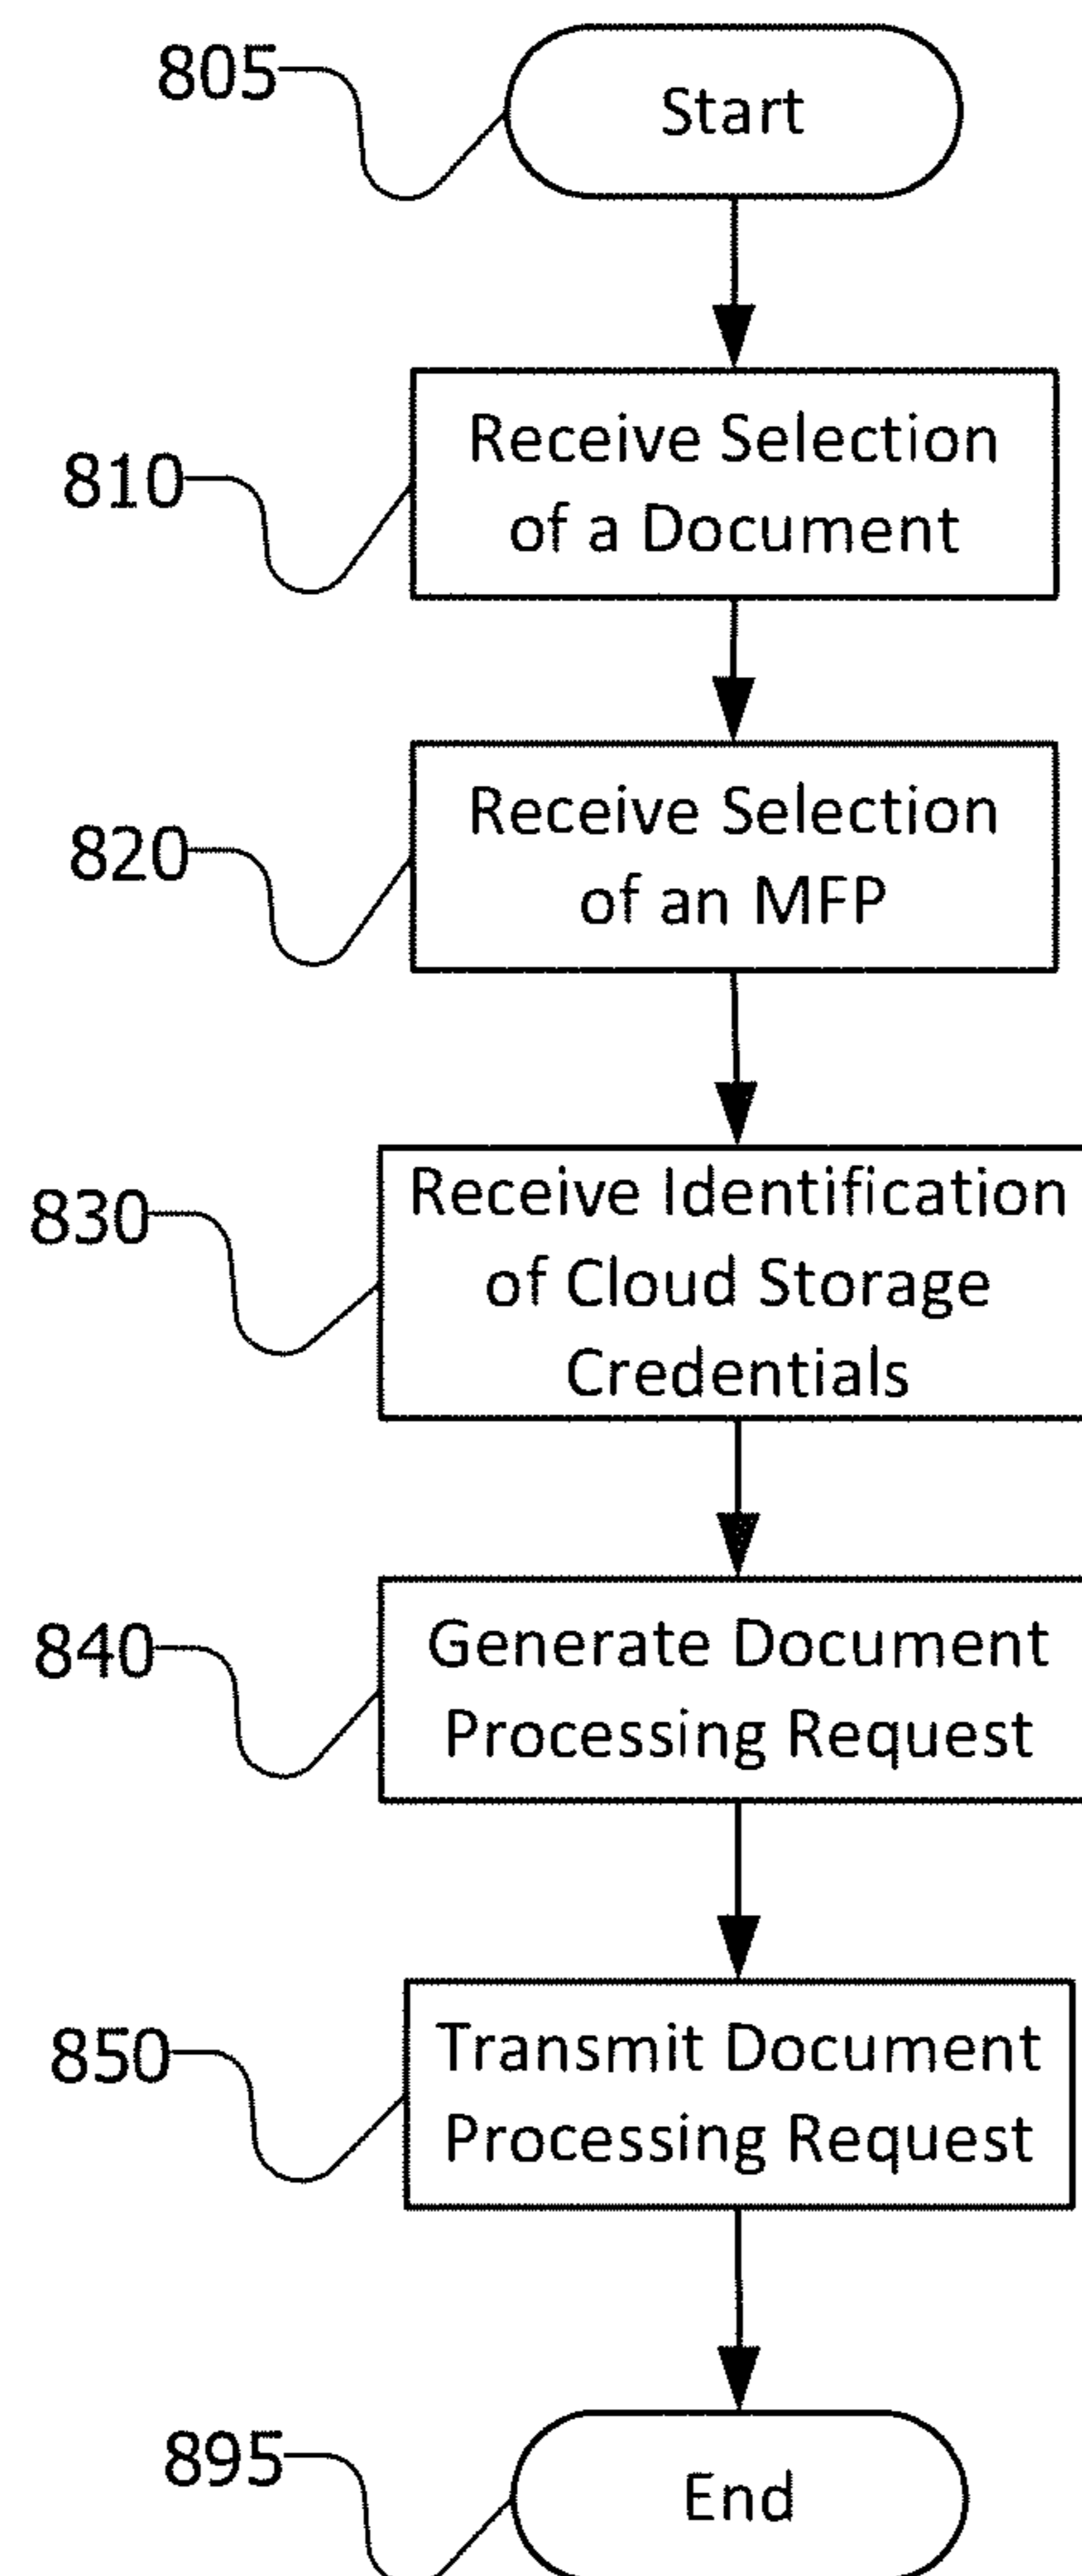 805
Start
810
Receive Selection
of a Document
820
Receive Selection
of an MFP
830
Receive Identification
of Cloud Storage
Credentials
840
Generate Document
Processing Request
850
Transmit Document
Processing Request
895
End